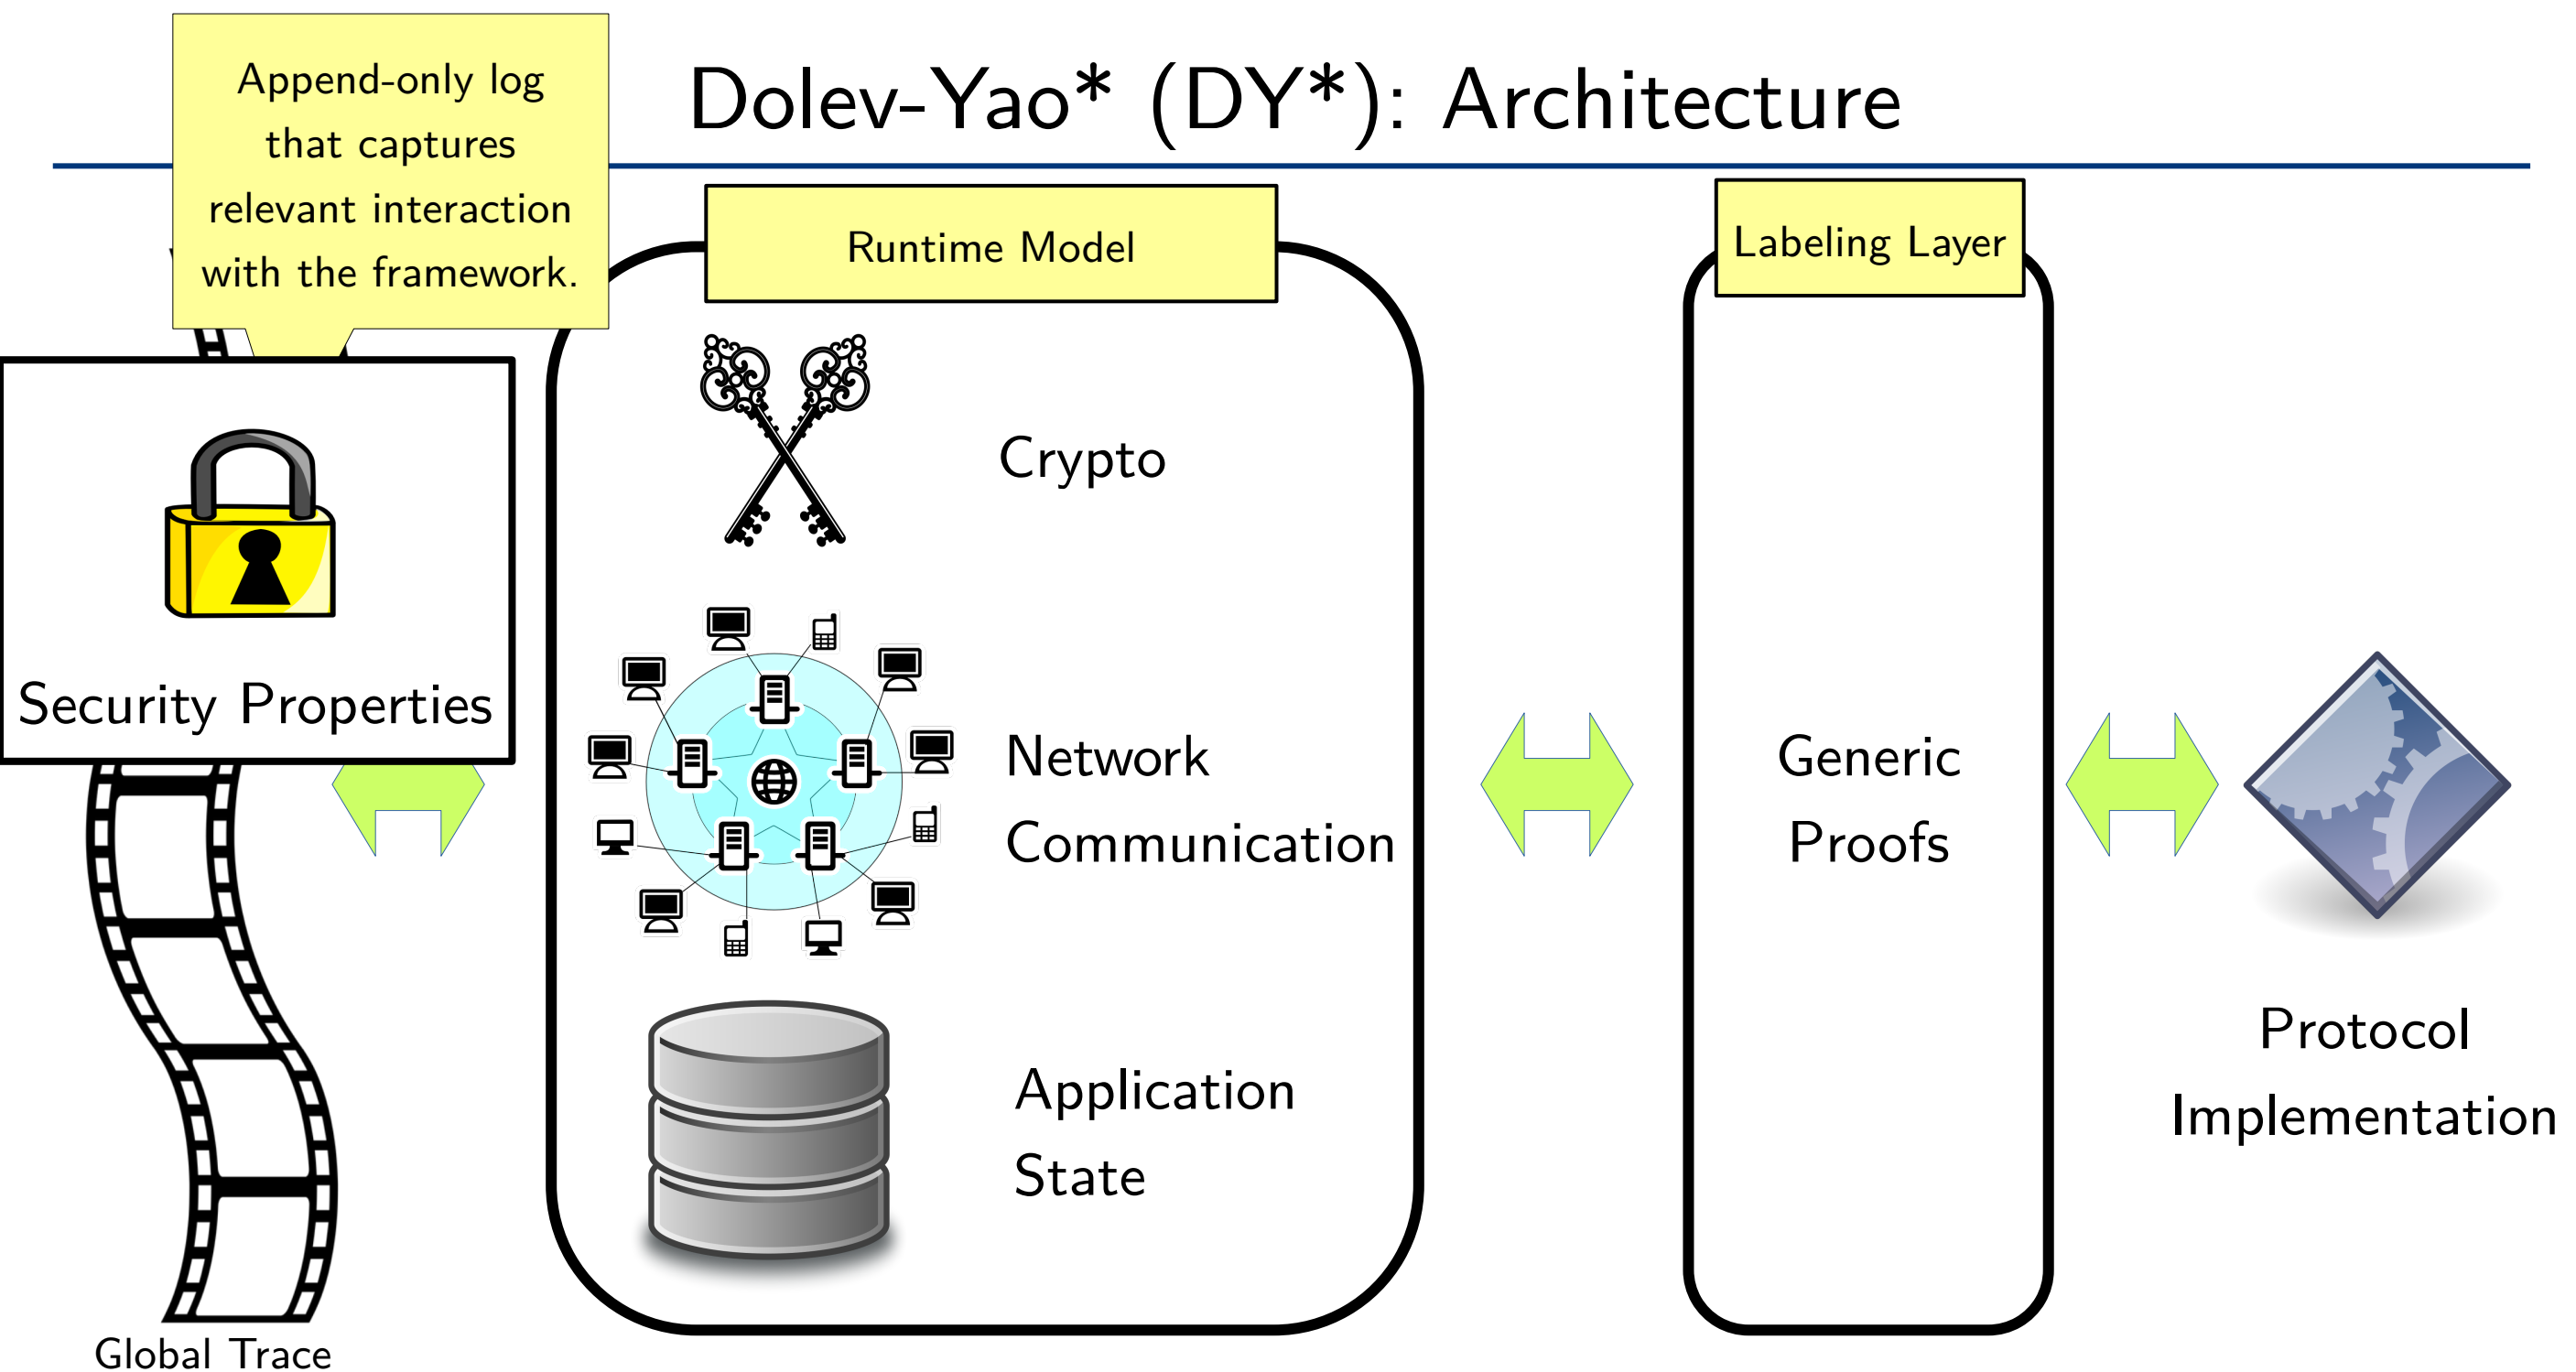 Dolev-Yao* (DY*): Architecture
Append-only log
that captures
relevant interaction
with the framework.
Security Properties
Global Trace
Runtime Model
Crypto
Network
Communication
Application
State
Labeling Layer
Generic
Proofs
Protocol
Implementation